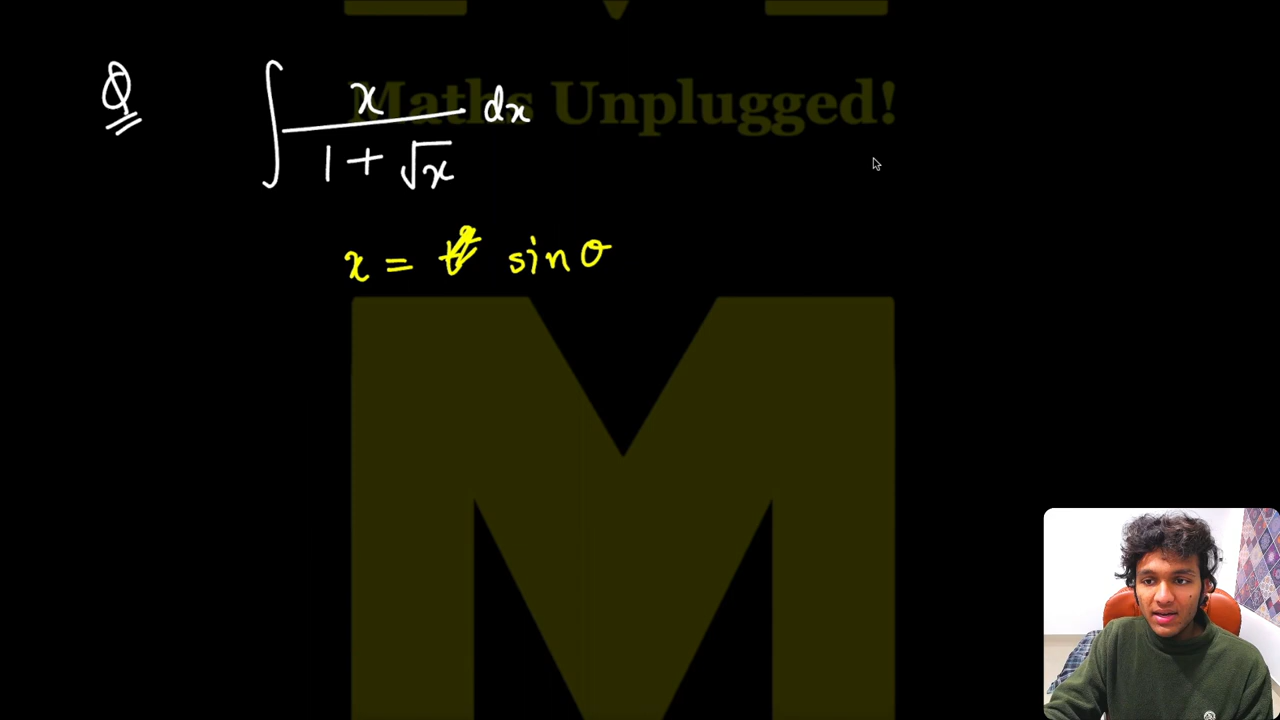 Maths Unplugged!
Q ∫ x / (1 + √x) dx
x = sin θ